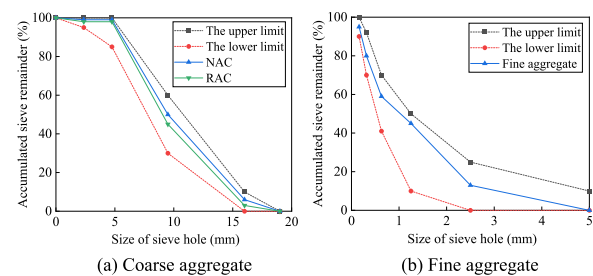 Accumulated sieve remainder (%)
100
80
60
40
20
0
0
5
10
15
20
Size of sieve hole (mm)
The upper limit
The lower limit
NAC
RAC
(a) Coarse aggregate
Accumulated sieve remainder (%)
100
80
60
40
20
0
0
1
2
3
4
5
Size of sieve hole (mm)
The upper limit
The lower limit
Fine aggregate
(b) Fine aggregate